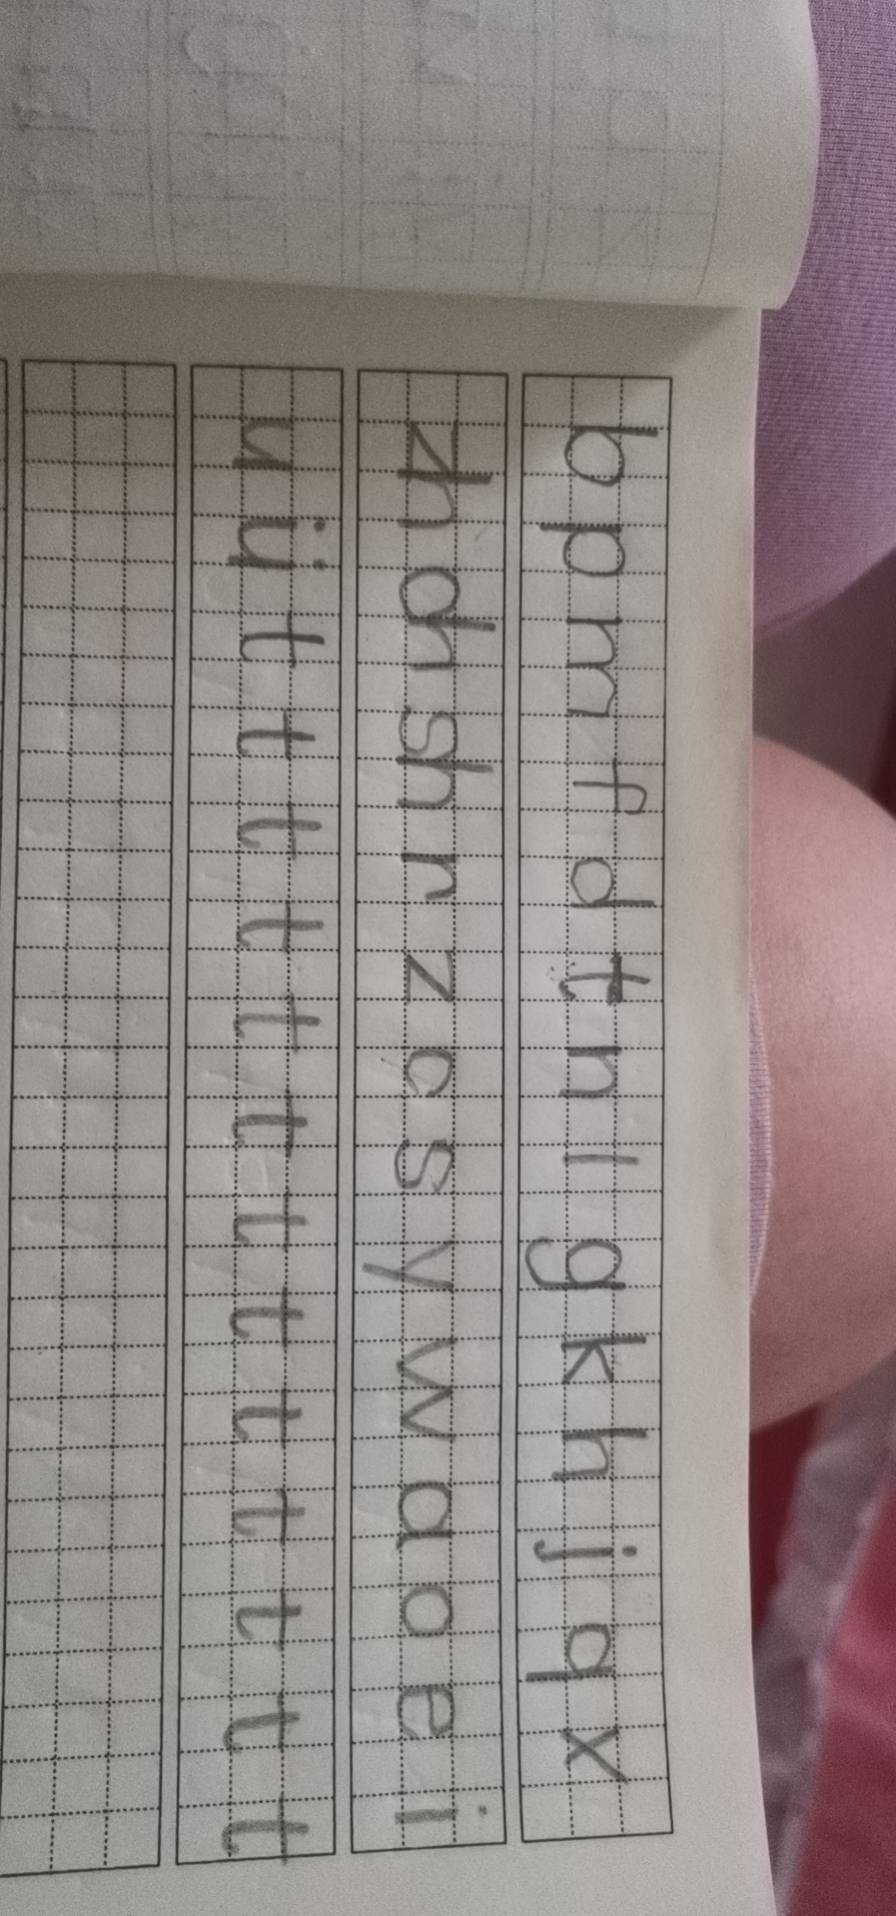 b p m f d t n l g k h j q x
zh ch sh r z c s y w a o e i
u ü t t t t t t t t t t t t t